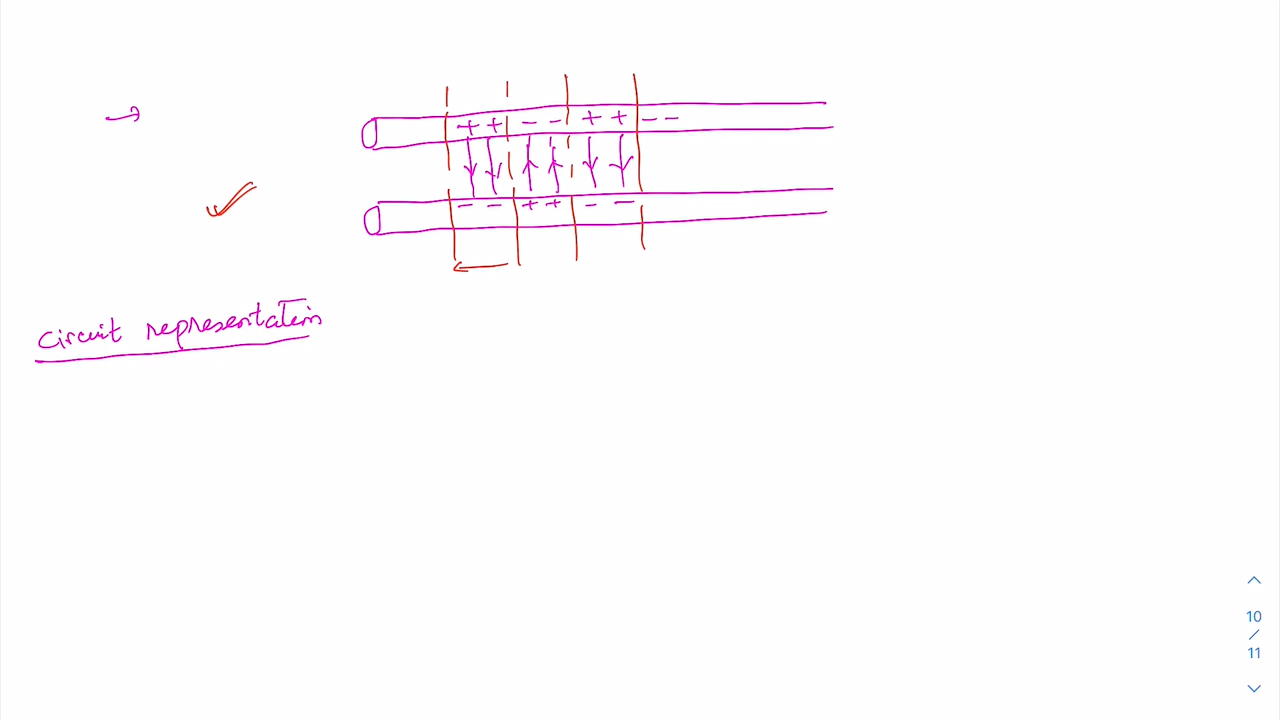 + + − − + + − −
− − + + − −
Circuit representation
10
/
11